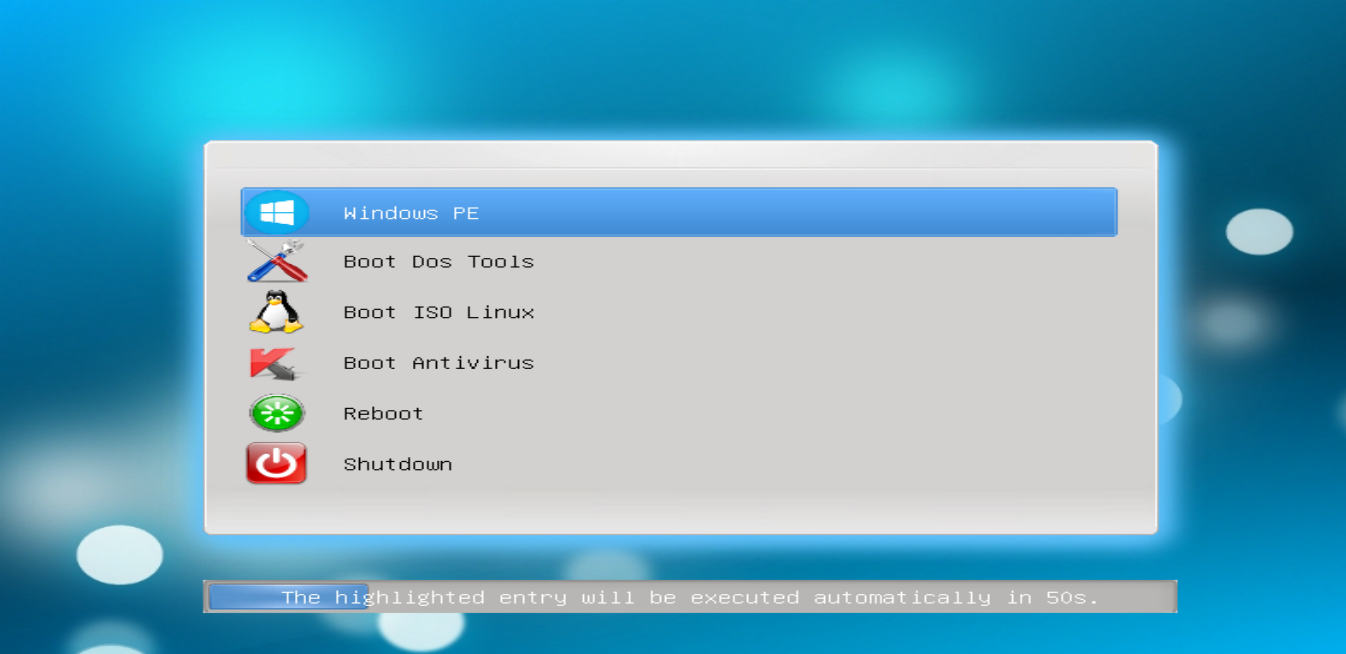 Windows PE
Boot Dos Tools
Boot ISO Linux
Boot Antivirus
Reboot
Shutdown
The highlighted entry will be executed automatically in 50s.